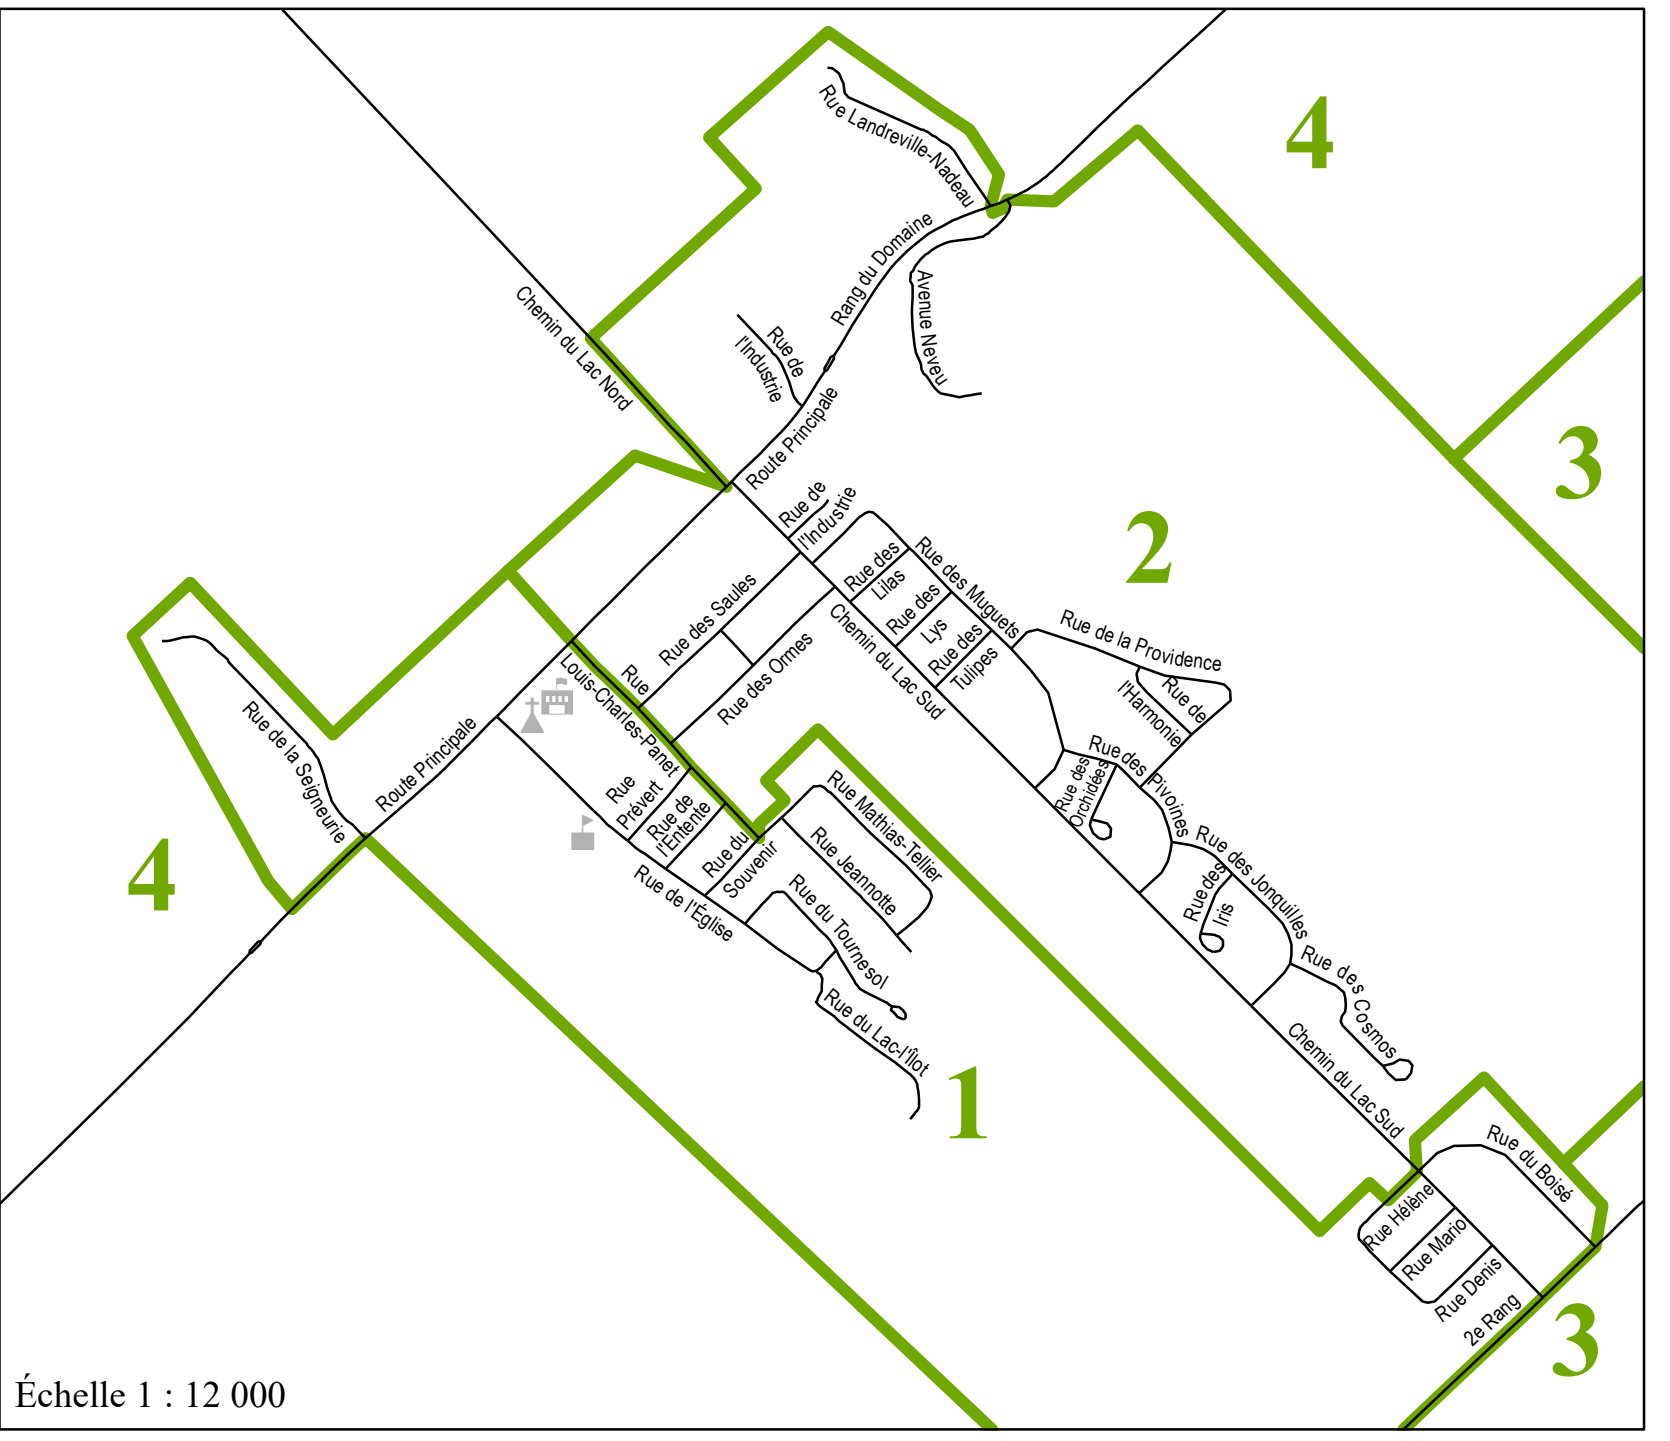 4
Rue Landreville-Nadeau
Rang du Domaine
Avenue Neveu
Chemin du Lac Nord
Rue de
l'Industrie
Route Principale
3
2
Rue de
l'Industrie
Rue des Muguets
Rue des
Lilas
Rue des
Lys
Rue des
Tulipes
Rue de la Providence
Rue de
l'Harmonie
Rue des Saules
Rue des Ormes
Chemin du Lac Sud
Rue
Louis-Charles-Panet
Rue de la Seigneurie
Route Principale
Rue des Pivoines
Rue des
Orchidées
Rue
Prévert
Rue de
l'Entente
Rue du
Souvenir
Rue Mathias-Tellier
Rue Jeannotte
Rue des Jonquilles
Rue des
Iris
4
Rue de l'Église
Rue du Tournesol
Rue du Lac-l'Îlot
Rue des Cosmos
Chemin du Lac Sud
1
Rue du Boisé
Rue Hélène
Rue Mario
Rue Denis
2e Rang
3
Échelle 1 : 12 000